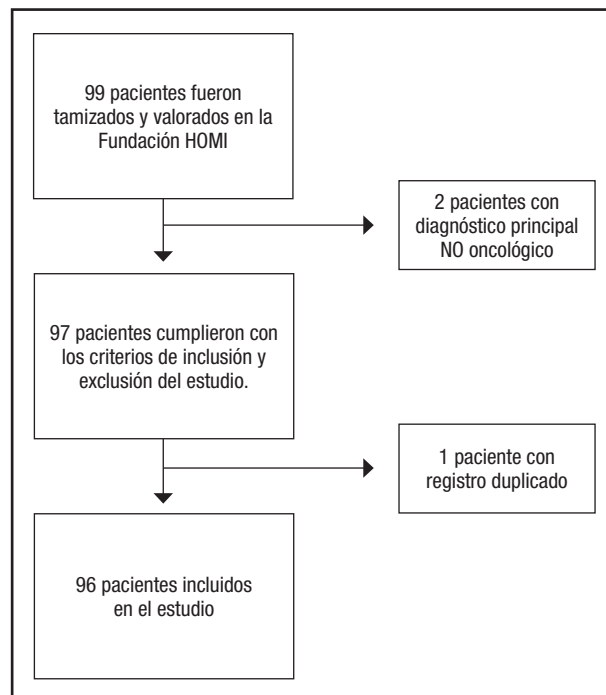 99 pacientes fueron
tamizados y valorados en la
Fundación HOMI
2 pacientes con
diagnóstico principal
NO oncológico
97 pacientes cumplieron con
los criterios de inclusión y
exclusión del estudio.
1 paciente con
registro duplicado
96 pacientes incluidos
en el estudio